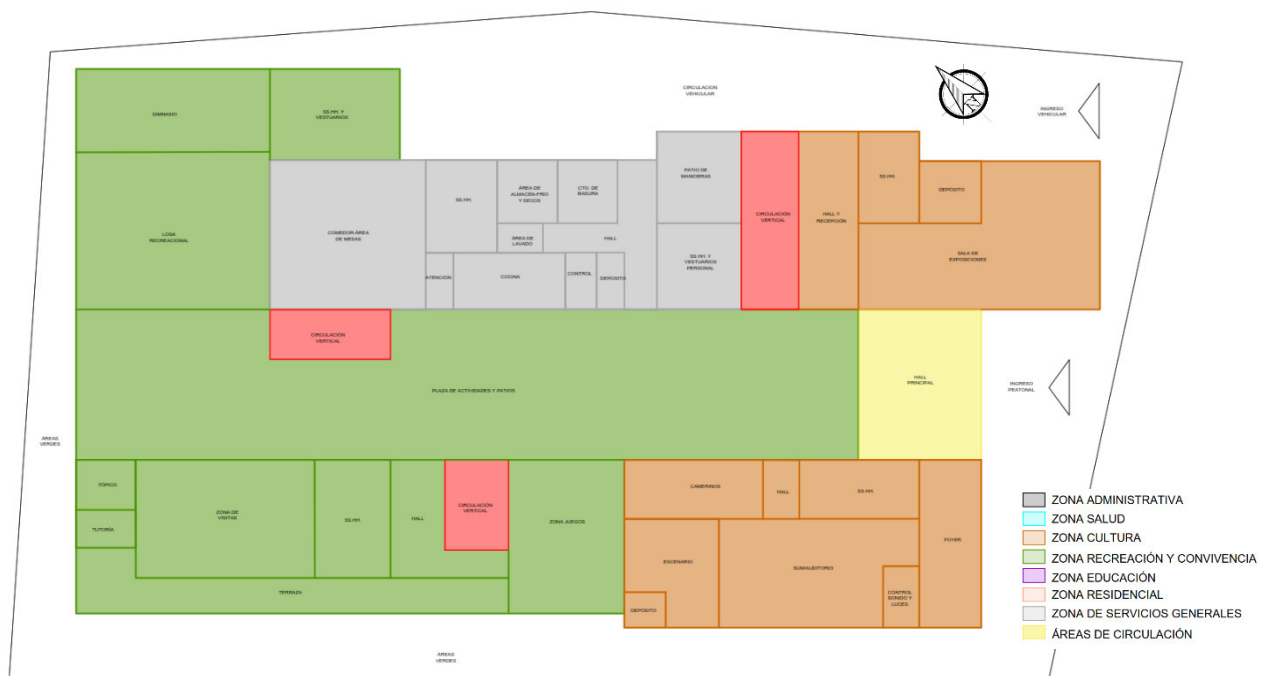 CIRCULACIÓN
VEHICULAR
INGRESO
VEHICULAR
GIMNASIO
SS.HH. Y
VESTUARIOS
LOSA
RECREACIONAL
COMEDOR-ÁREA
DE MESAS
SS.HH.
ÁREA DE
ALMACÉN-FRÍO
Y SECOS
CTO. DE
BASURA
ÁREA DE
LAVADO
HALL
ATENCIÓN
COCINA
CONTROL
DEPOSITO
PATIO DE
MANIOBRAS
SS.HH. Y
VESTUARIOS
PERSONAL
CIRCULACIÓN
VERTICAL
HALL Y
RECEPCIÓN
SS.HH.
DEPOSITO
SALA DE
EXPOSICIONES
CIRCULACIÓN
VERTICAL
PLAZA DE ACTIVIDADES Y PATIOS
HALL
PRINCIPAL
INGRESO
PEATONAL
ÁREAS
VERDES
TÓPICO
TUTORÍA
ZONA DE
VISITAS
SS.HH.
HALL
CIRCULACIÓN
VERTICAL
ZONA JUEGOS
TERRAZA
CAMERINOS
HALL
SS.HH.
ESCENARIO
DEPOSITO
SUM/AUDITORIO
CONTROL
SONIDO Y
LUCES
FOYER
ÁREAS
VERDES
ZONA ADMINISTRATIVA
ZONA SALUD
ZONA CULTURA
ZONA RECREACIÓN Y CONVIVENCIA
ZONA EDUCACIÓN
ZONA RESIDENCIAL
ZONA DE SERVICIOS GENERALES
ÁREAS DE CIRCULACIÓN